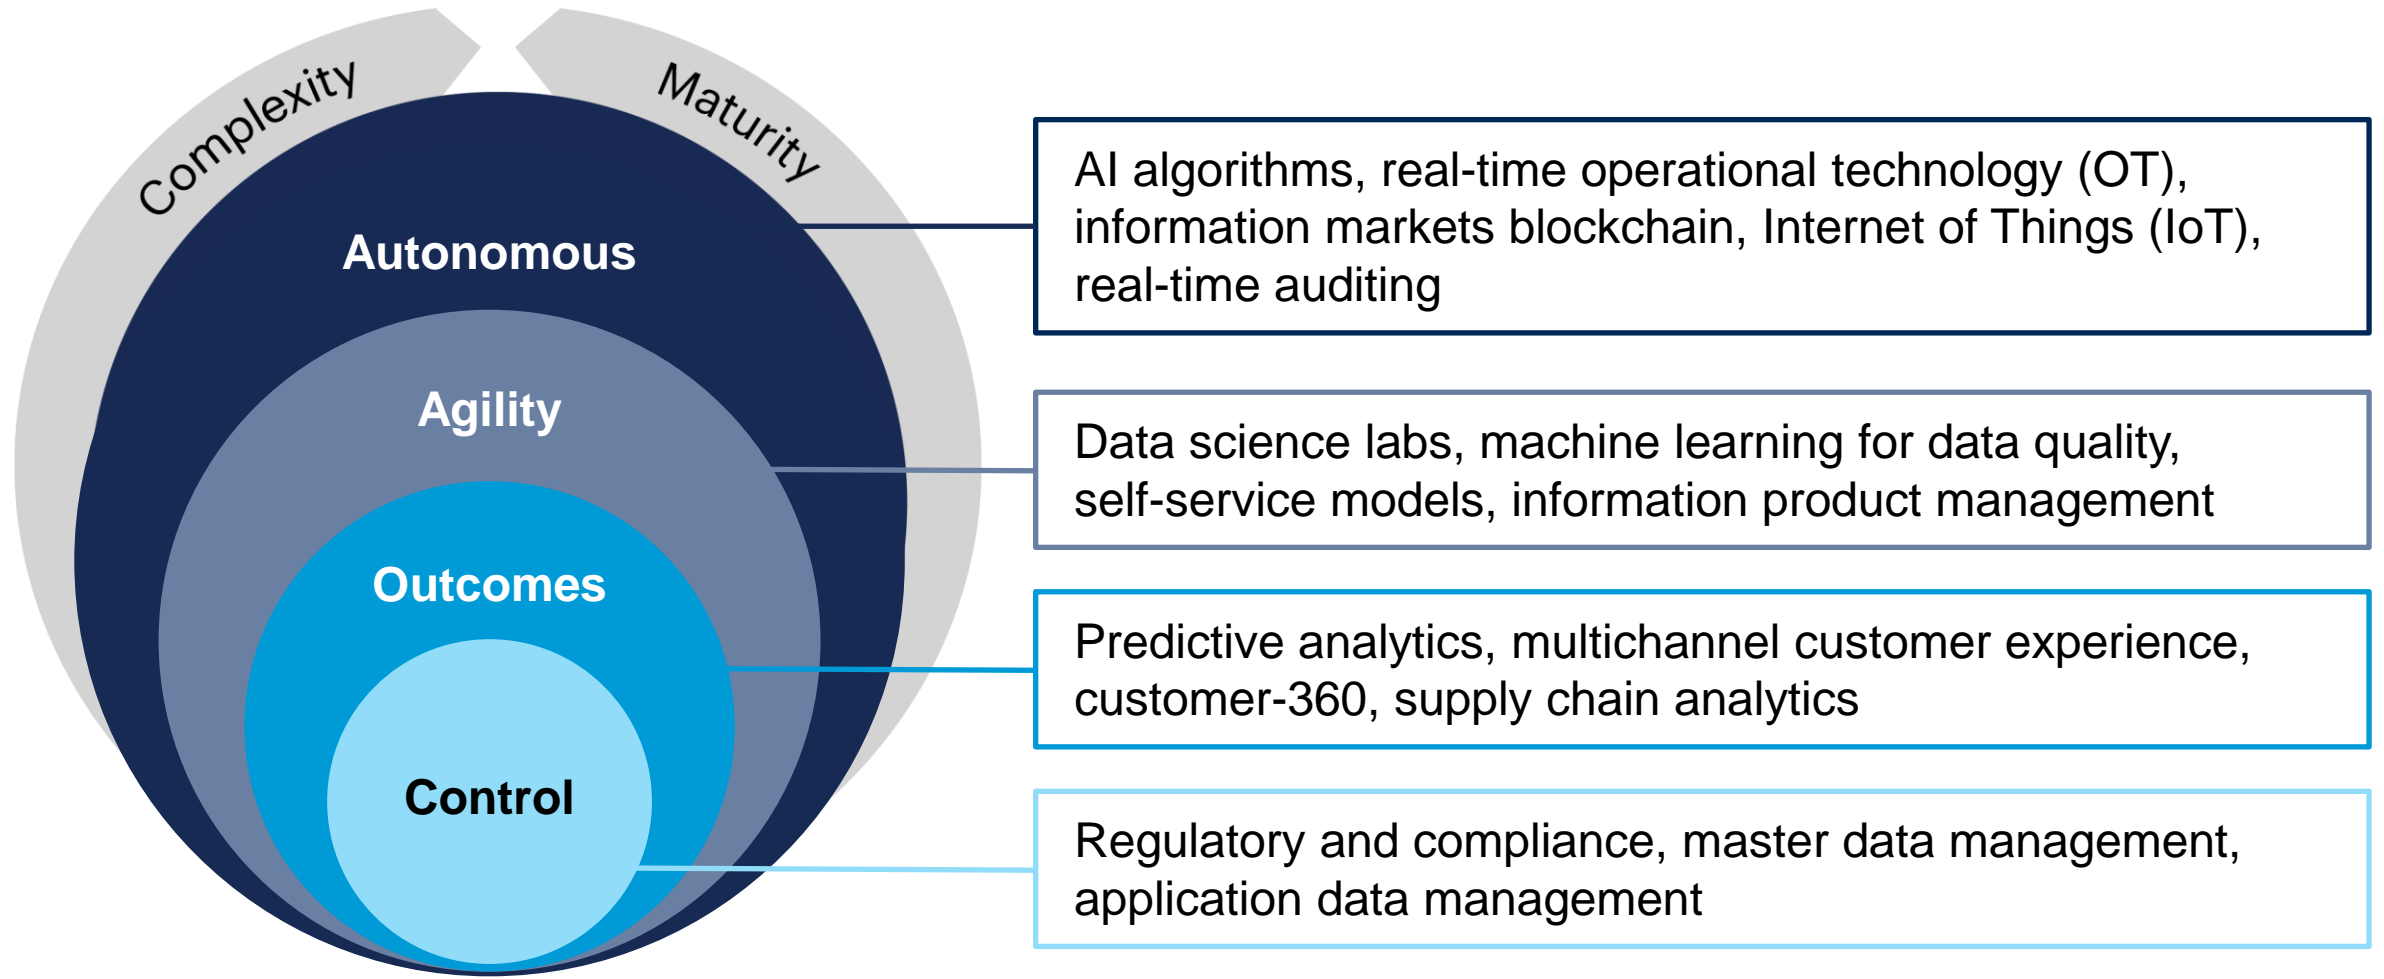 Complexity
Maturity
Autonomous
AI algorithms, real-time operational technology (OT),
information markets blockchain, Internet of Things (IoT),
real-time auditing
Agility
Data science labs, machine learning for data quality,
self-service models, information product management
Outcomes
Predictive analytics, multichannel customer experience,
customer-360, supply chain analytics
Control
Regulatory and compliance, master data management,
application data management